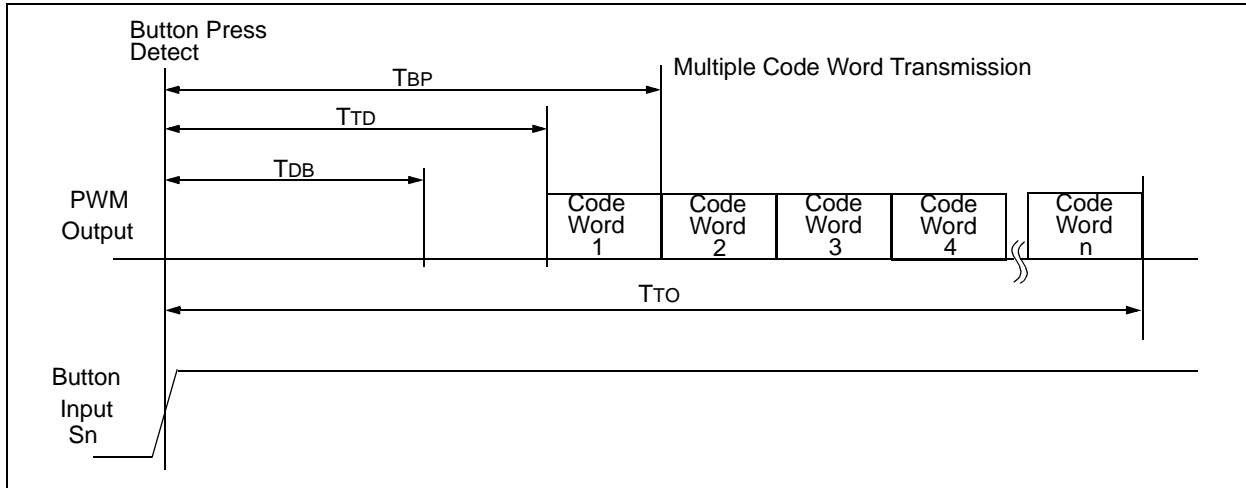 Button Press
Detect
TBP
Multiple Code Word Transmission
TTD
TDB
PWM
Output
Code
Word
1
Code
Word
2
Code
Word
3
Code
Word
4
Code
Word
n
TTO
Button
Input
Sn